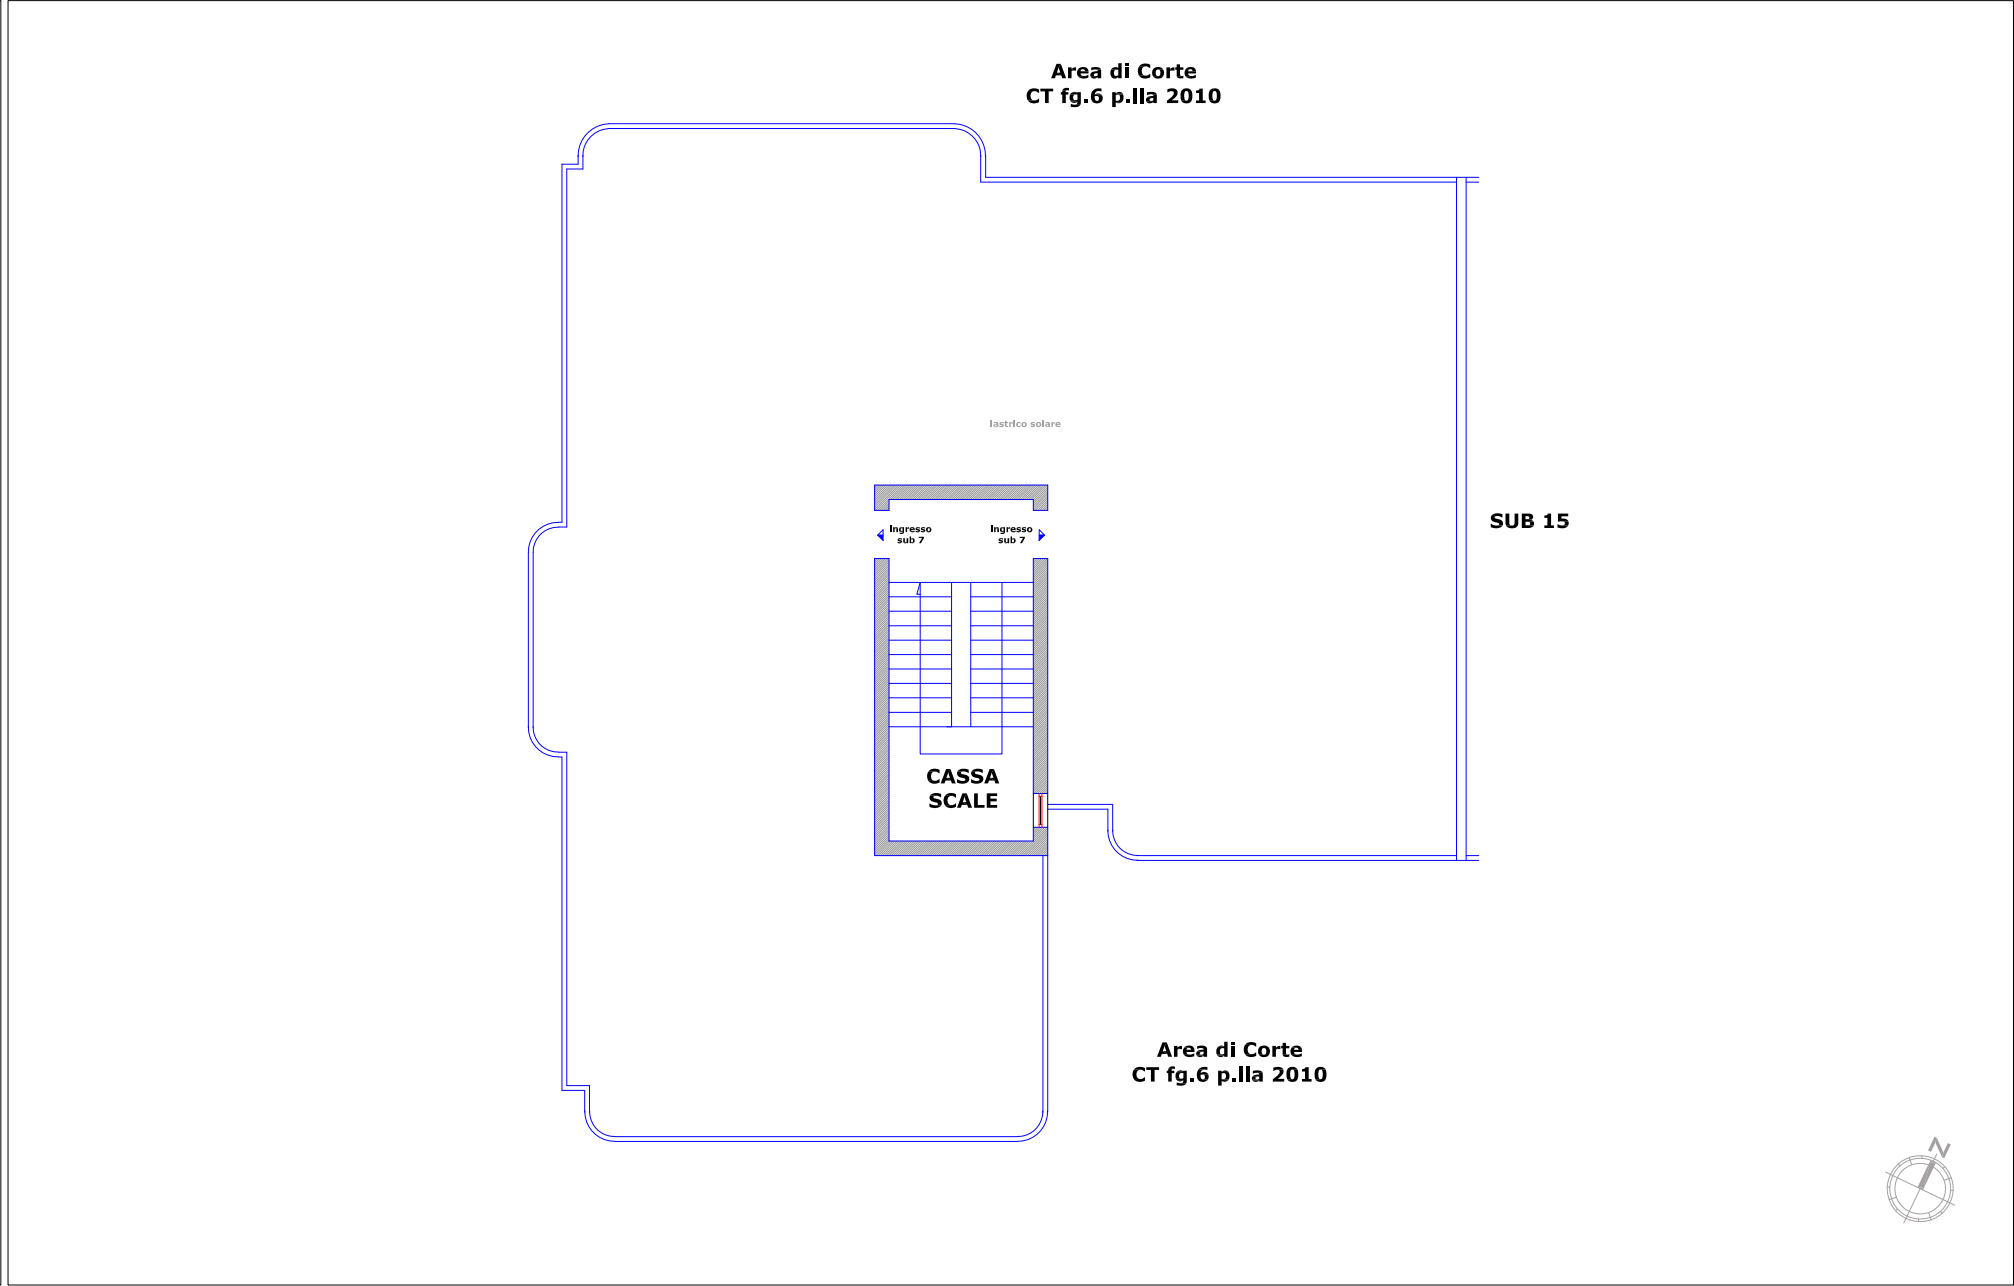 Area di Corte
CT fg.6 p.lla 2010
lastrico solare
Ingresso
sub 7
Ingresso
sub 7
SUB 15
CASSA
SCALE
Area di Corte
CT fg.6 p.lla 2010
N